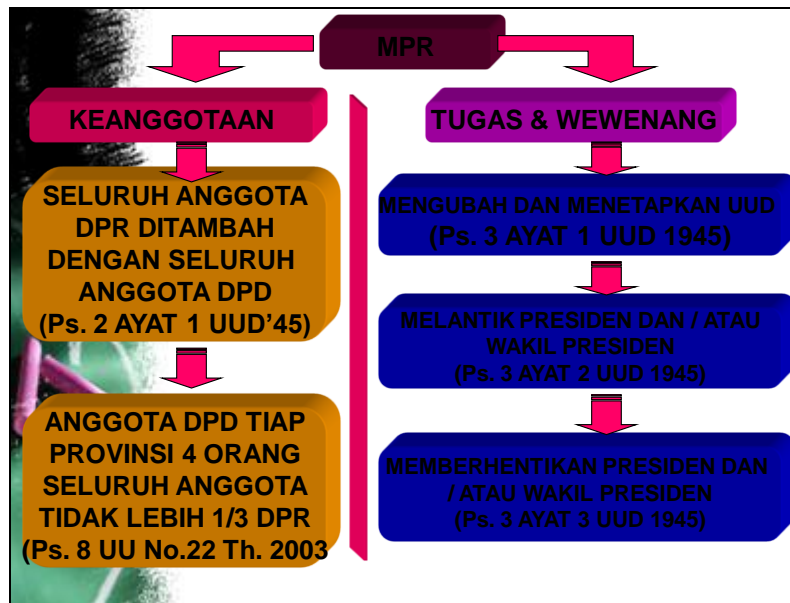 MPR
KEANGGOTAAN
SELURUH ANGGOTA
DPR DITAMBAH
DENGAN SELURUH
ANGGOTA DPD
(Ps. 2 AYAT 1 UUD’45)
ANGGOTA DPD TIAP
PROVINSI 4 ORANG
SELURUH ANGGOTA
TIDAK LEBIH 1/3 DPR
(Ps. 8 UU No.22 Th. 2003
TUGAS & WEWENANG
MENGUBAH DAN MENETAPKAN UUD
(Ps. 3 AYAT 1 UUD 1945)
MELANTIK PRESIDEN DAN / ATAU
WAKIL PRESIDEN
(Ps. 3 AYAT 2 UUD 1945)
MEMBERHENTIKAN PRESIDEN DAN
/ ATAU WAKIL PRESIDEN
(Ps. 3 AYAT 3 UUD 1945)